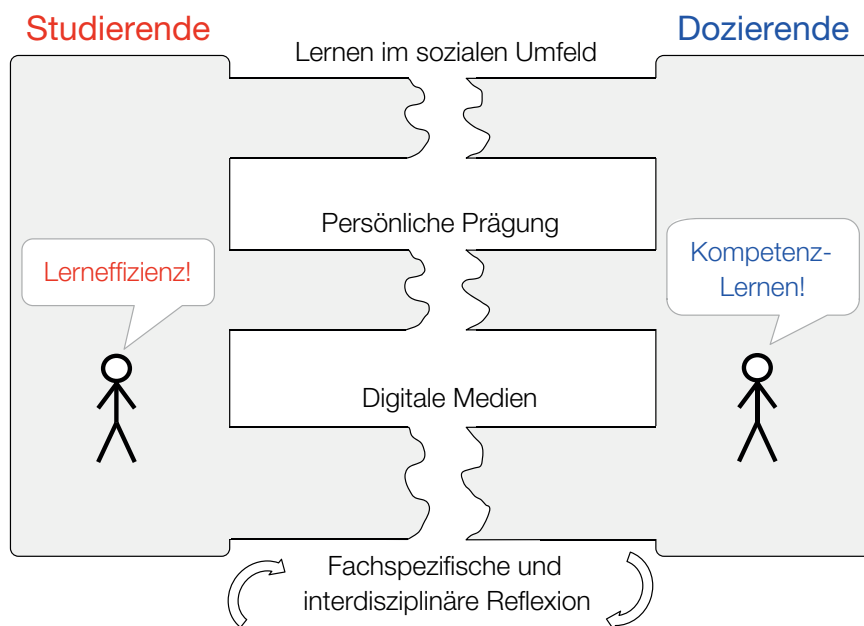 Studierende
Dozierende
Lernen im sozialen Umfeld
Persönliche Prägung
Lerneffizienz!
Kompetenz-
Lernen!
Digitale Medien
Fachspezifische und
interdisziplinäre Reflexion